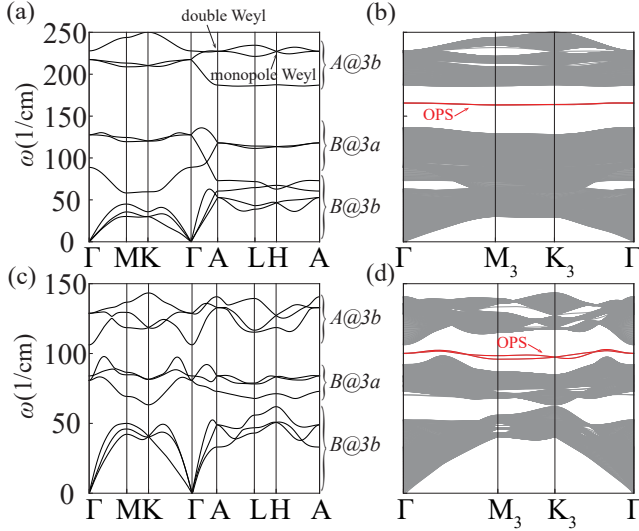 (a)
double Weyl
(b)
250
200
150
100
50
0
ω(1/cm)
monopole Weyl
A@3b
B@3a
B@3b
OPS
Γ M K Γ A L H A
Γ M₃ K₃ Γ
(c)
(d)
150
100
50
0
ω(1/cm)
A@3b
B@3a
B@3b
OPS
Γ M K Γ A L H A
Γ M₃ K₃ Γ